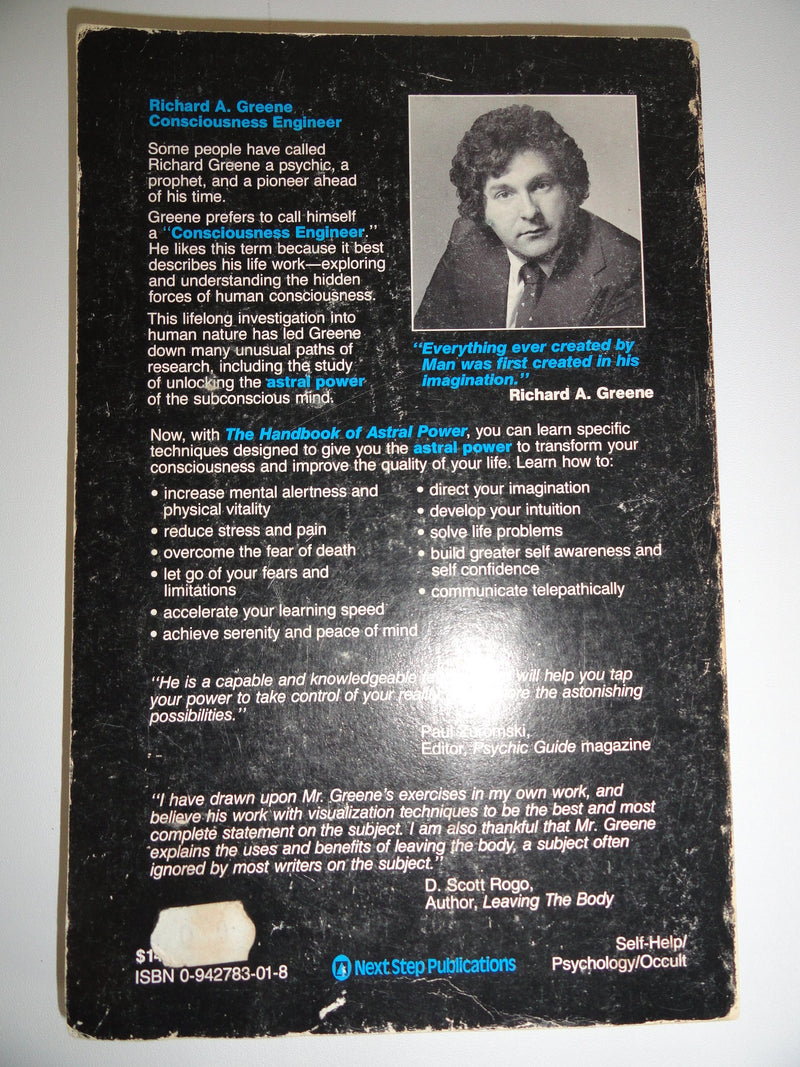 Richard A. Greene
Consciousness Engineer
Some people have called
Richard Greene a psychic, a
prophet, and a pioneer ahead
of his time.
Greene prefers to call himself
a "Consciousness Engineer."
He likes this term because it best
describes his life work—exploring
and understanding the hidden
forces of human consciousness.
This lifelong investigation into
human nature has led Greene
down many unusual paths of
research, including the study
of unlocking the astral power
of the subconscious mind.
"Everything ever created by
Man was first created in his
imagination."
Richard A. Greene
Now, with The Handbook of Astral Power, you can learn specific
techniques designed to give you the astral power to transform your
consciousness and improve the quality of your life. Learn how to:
• increase mental alertness and
physical vitality
• reduce stress and pain
• overcome the fear of death
• let go of your fears and
limitations
• accelerate your learning speed
• achieve serenity and peace of mind
• direct your imagination
• develop your intuition
• solve life problems
• build greater self awareness and
self confidence
• communicate telepathically
"He is a capable and knowledgeable will help you tap
your power to take control of your the astonishing
possibilities."
Paul Zuromski,
Editor, Psychic Guide magazine
"I have drawn upon Mr. Greene's exercises in my own work, and
believe his work with visualization techniques to be the best and most
complete statement on the subject. I am also thankful that Mr. Greene
explains the uses and benefits of leaving the body, a subject often
ignored by most writers on the subject."
D. Scott Rogo,
Author, Leaving The Body
$1
ISBN 0-942783-01-8
Next Step Publications
Self-Help/
Psychology/Occult